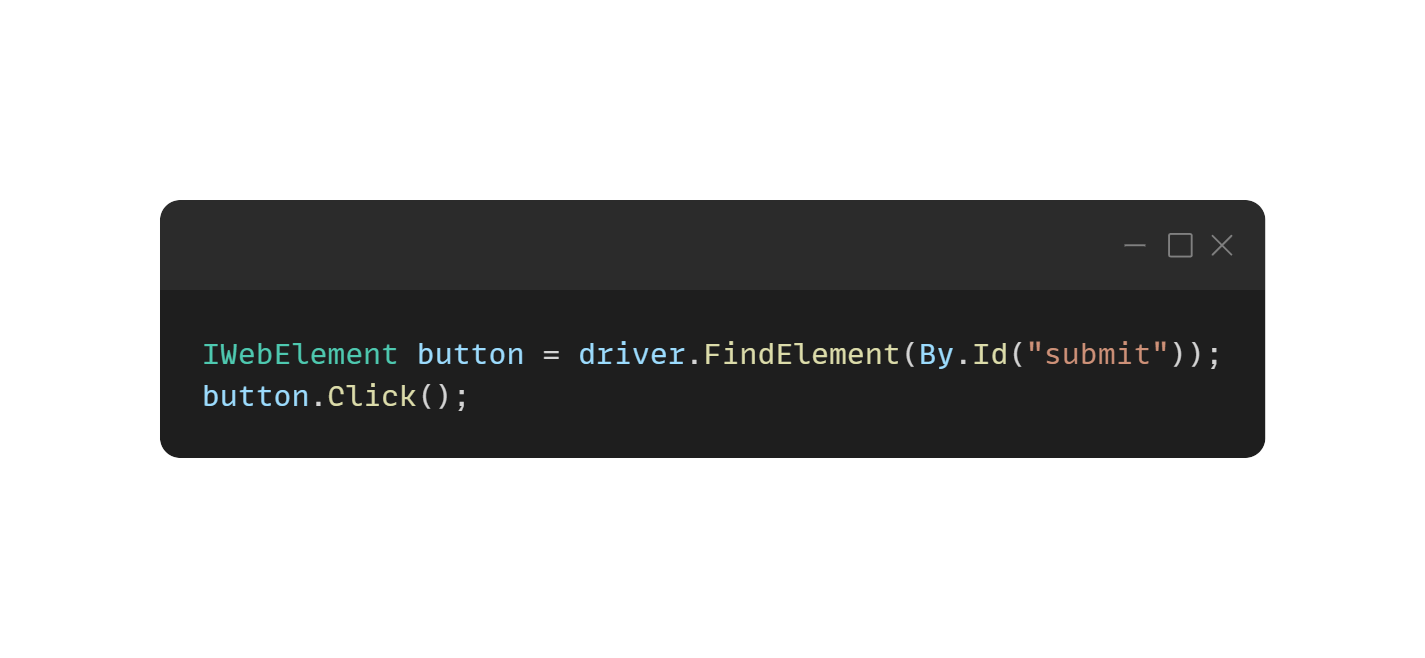 IWebElement button = driver.FindElement(By.Id("submit"));
button.Click();